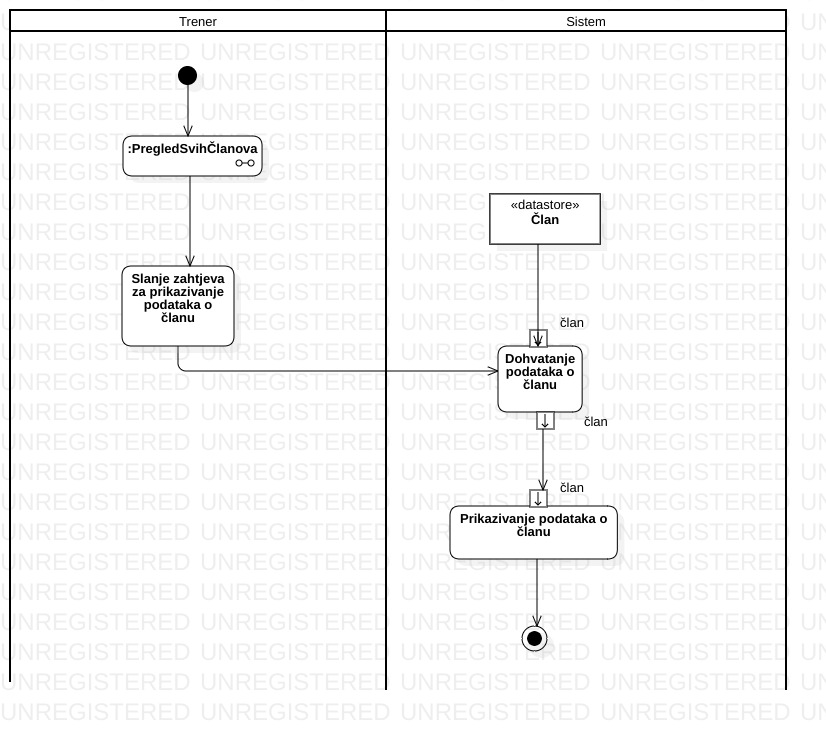 Trener
Sistem
:PregledSvihČlanova
«datastore»
Član
Slanje zahtjeva
za prikazivanje
podataka o
članu
član
Dohvatanje
podataka o
članu
član
član
Prikazivanje podataka o
članu
UNREGISTERED UNREGISTERED UNREGISTERED UNREGISTERED